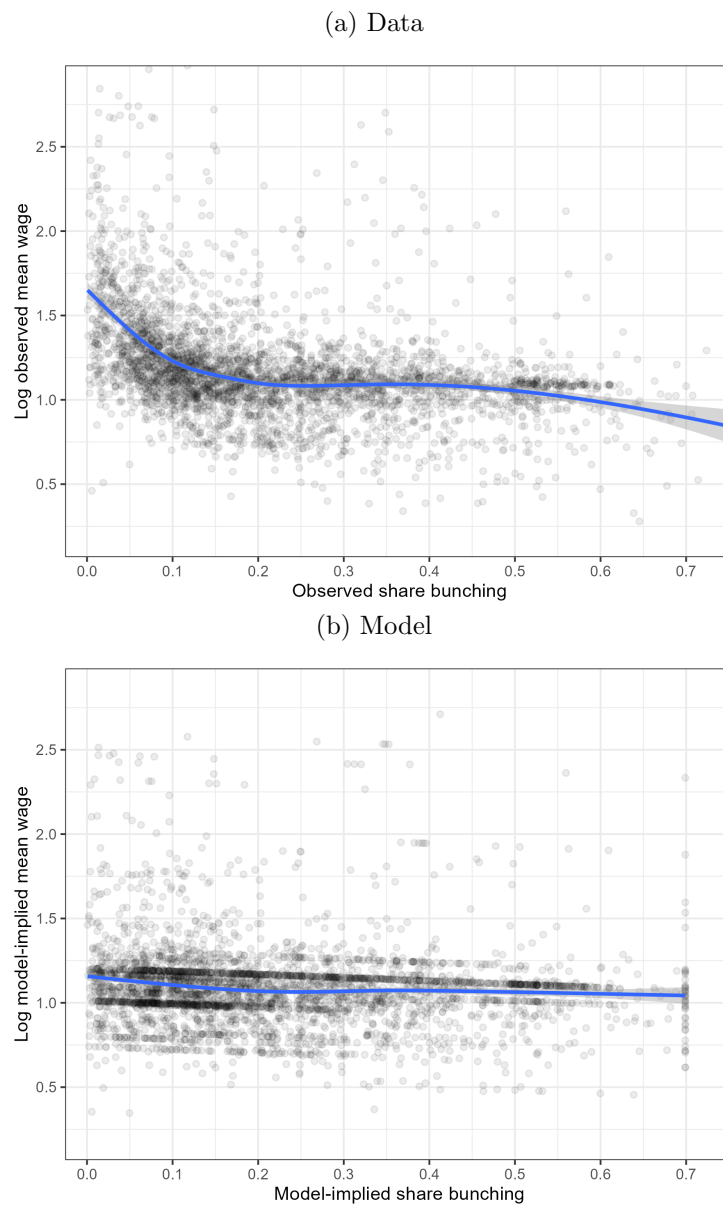 (a) Data
Log observed mean wage
2.5
2.0
1.5
1.0
0.5
0.0 0.1 0.2 0.3 0.4 0.5 0.6 0.7
Observed share bunching
(b) Model
Log model-implied mean wage
2.5
2.0
1.5
1.0
0.5
0.0 0.1 0.2 0.3 0.4 0.5 0.6 0.7
Model-implied share bunching